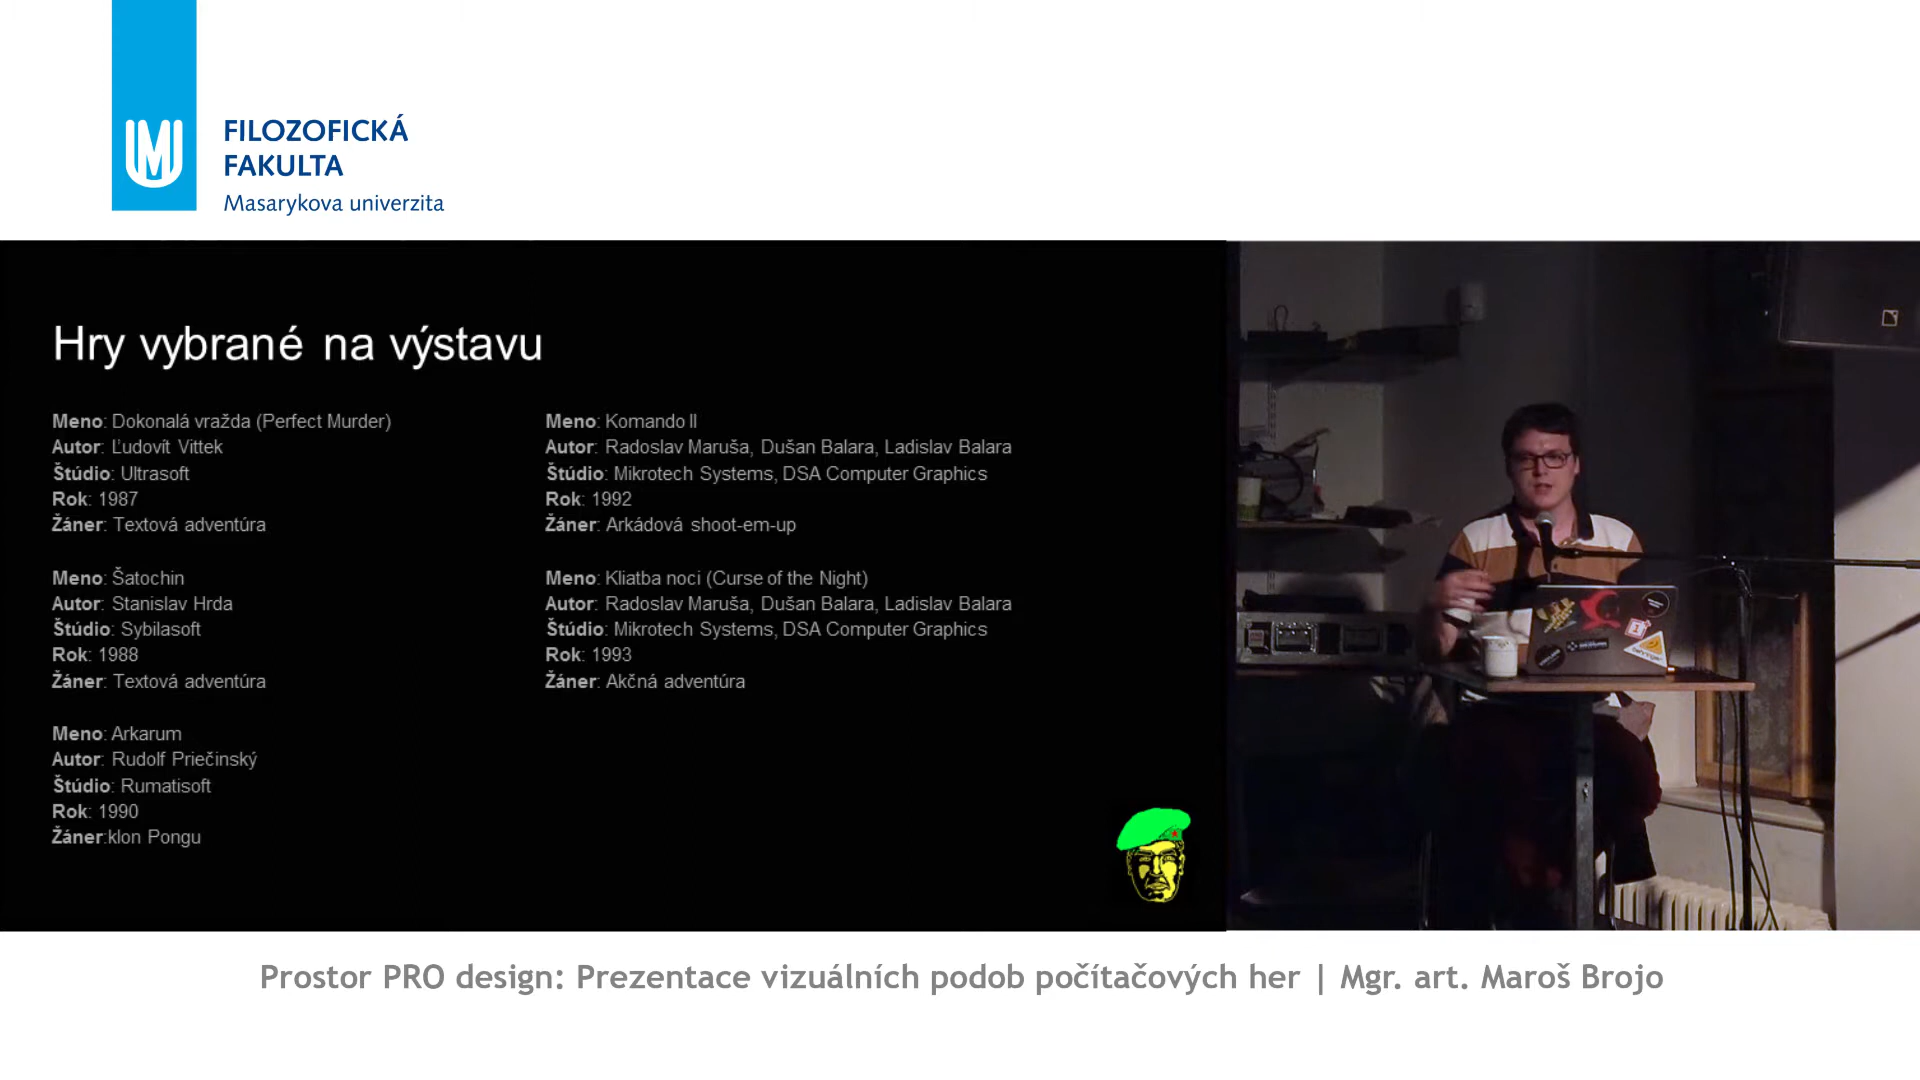 FILOZOFICKÁ
FAKULTA
Masarykova univerzita
Hry vybrané na výstavu
Meno: Dokonalá vražda (Perfect Murder)
Autor: Ľudovít Vittek
Štúdio: Ultrasoft
Rok: 1987
Žáner: Textová adventúra
Meno: Šatochin
Autor: Stanislav Hrda
Štúdio: Sybilasoft
Rok: 1988
Žáner: Textová adventúra
Meno: Arkarum
Autor: Rudolf Priečinský
Štúdio: Rumatisoft
Rok: 1990
Žáner:klon Pongu
Meno: Komando II
Autor: Radoslav Maruša, Dušan Balara, Ladislav Balara
Štúdio: Mikrotech Systems, DSA Computer Graphics
Rok: 1992
Žáner: Arkádová shoot-em-up
Meno: Kliatba noci (Curse of the Night)
Autor: Radoslav Maruša, Dušan Balara, Ladislav Balara
Štúdio: Mikrotech Systems, DSA Computer Graphics
Rok: 1993
Žáner: Akčná adventúra
Prostor PRO design: Prezentace vizuálních podob počítačových her | Mgr. art. Maroš Brojo